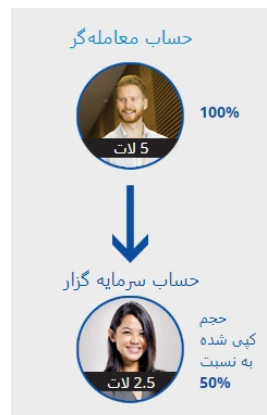 حساب معامله‌گر
100%
5 لات
حساب سرمایه گزار
حجم
کپی شده
به نسبت
50%
2.5 لات